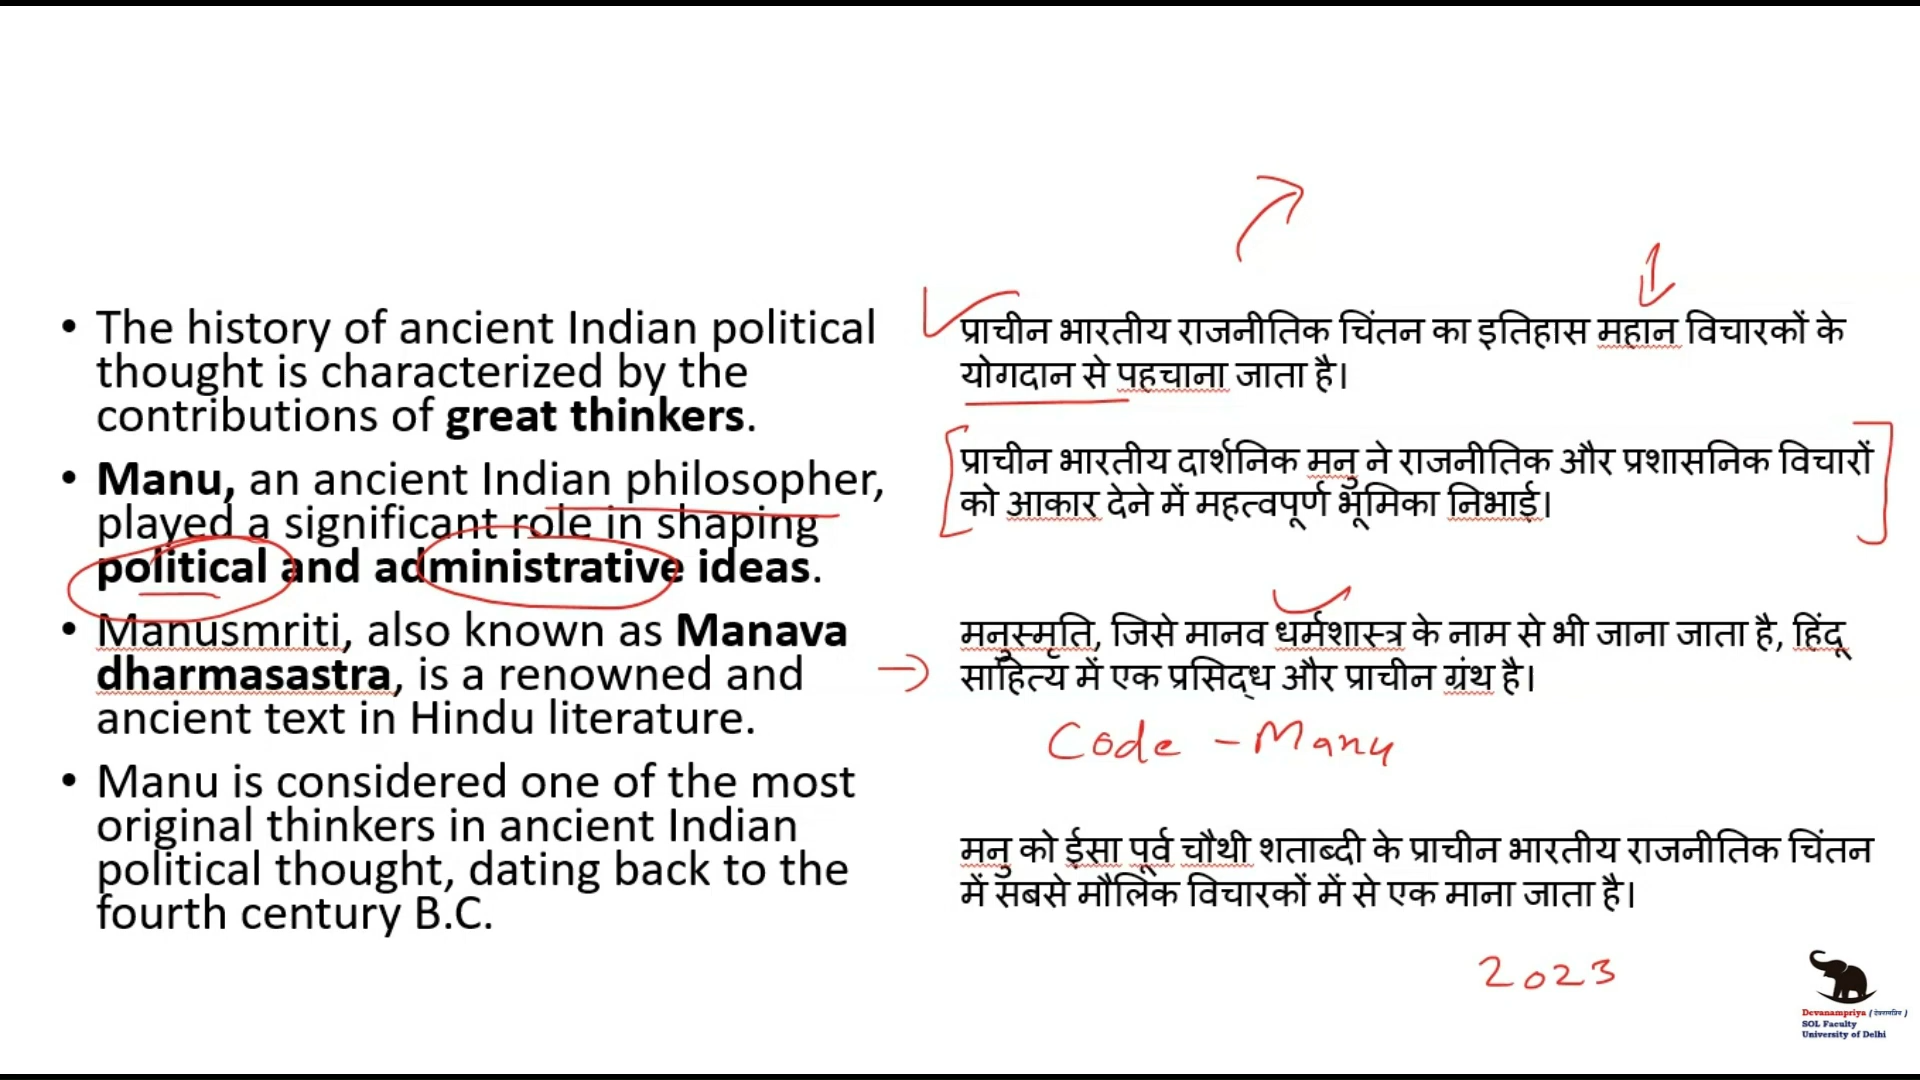 • The history of ancient Indian political
thought is characterized by the
contributions of great thinkers.
• Manu, an ancient Indian philosopher,
played a significant role in shaping
political and administrative ideas.
• Manusmriti, also known as Manava
dharmasastra, is a renowned and
ancient text in Hindu literature.
• Manu is considered one of the most
original thinkers in ancient Indian
political thought, dating back to the
fourth century B.C.
प्राचीन भारतीय राजनीतिक चिंतन का इतिहास महान विचारकों के
योगदान से पहचाना जाता है।
प्राचीन भारतीय दार्शनिक मनु ने राजनीतिक और प्रशासनिक विचारों
को आकार देने में महत्वपूर्ण भूमिका निभाई।
मनुस्मृति, जिसे मानव धर्मशास्त्र के नाम से भी जाना जाता है, हिंदू
साहित्य में एक प्रसिद्ध और प्राचीन ग्रंथ है।
Code - Manu
मनु को ईसा पूर्व चौथी शताब्दी के प्राचीन भारतीय राजनीतिक चिंतन
में सबसे मौलिक विचारकों में से एक माना जाता है।
2023
Devanampriya
SOL Faculty
University of Delhi